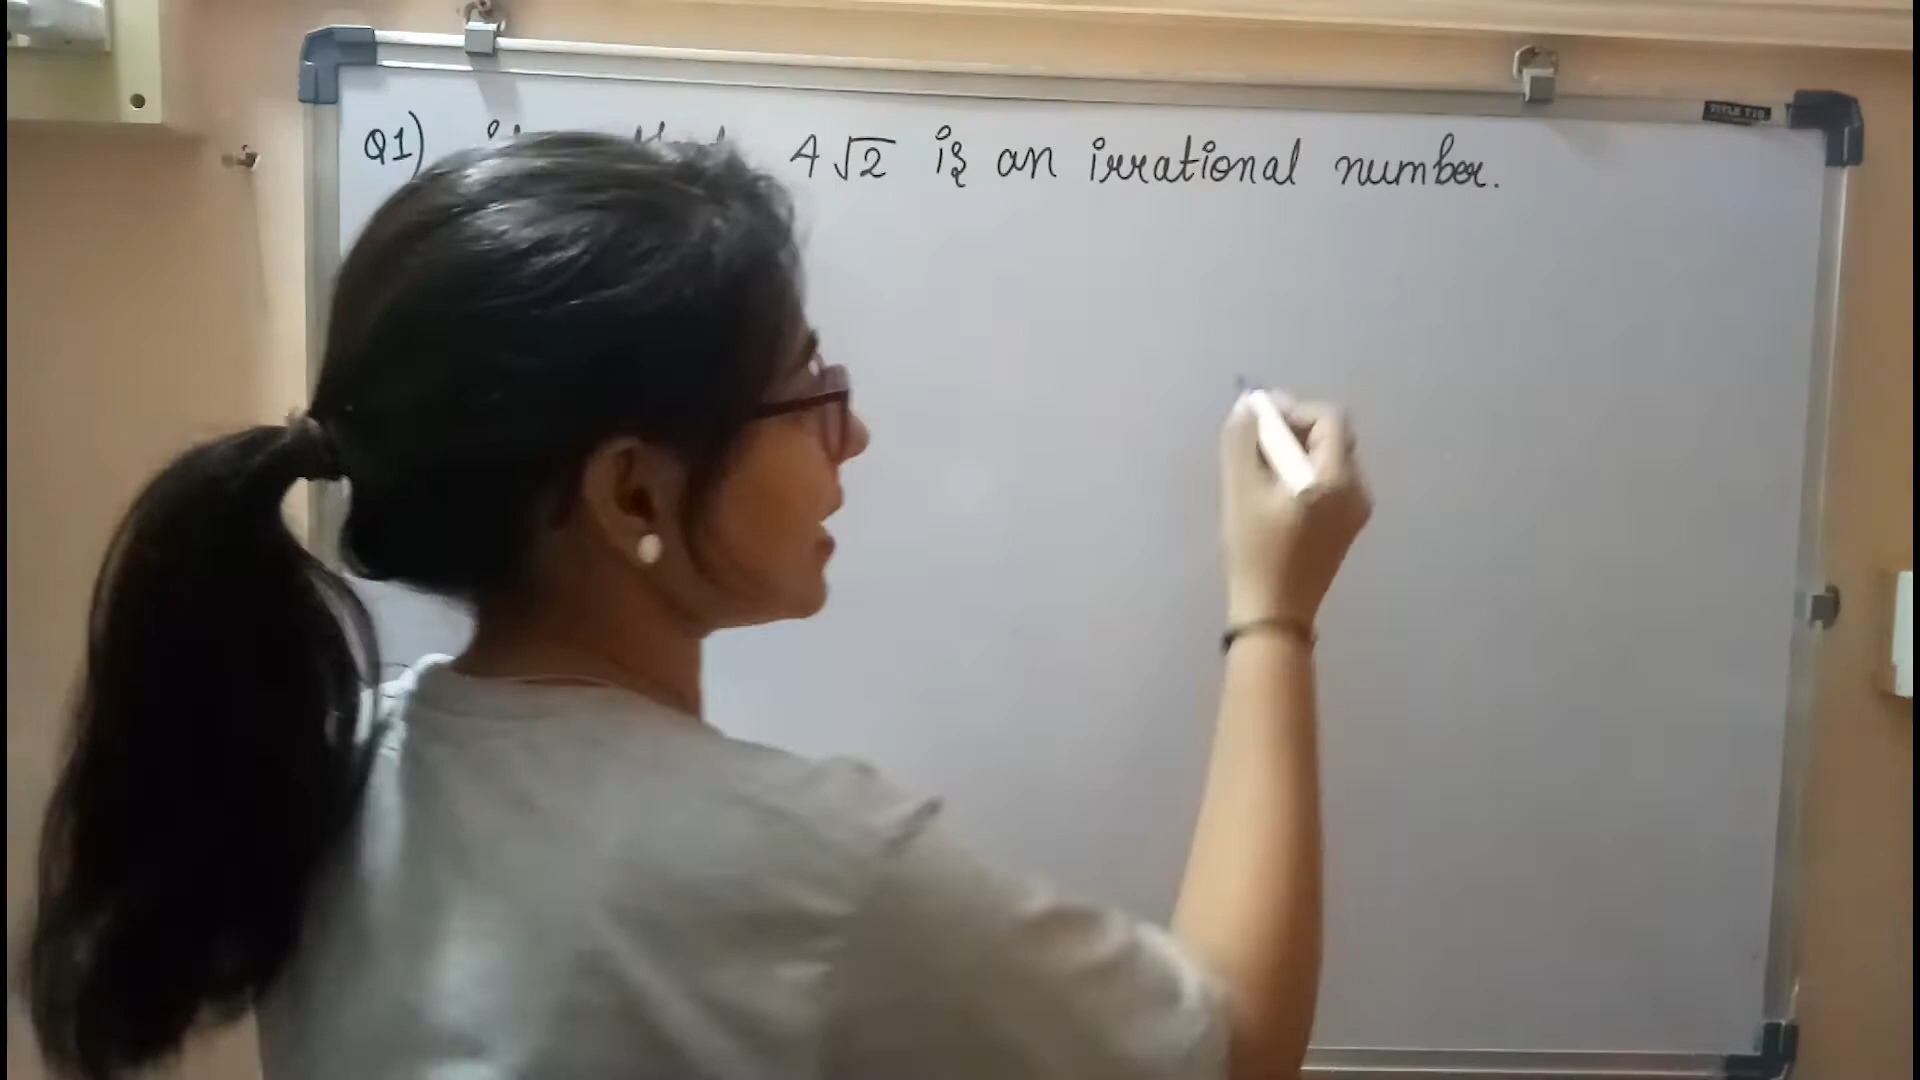 Q1) 4√2 is an irrational number.